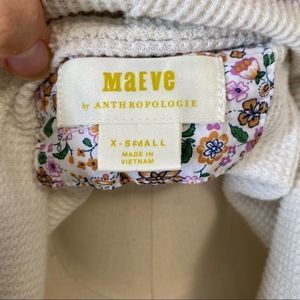 MAEVE
by ANTHROPOLOGIE
X-SMALL
MADE IN
VIETNAM